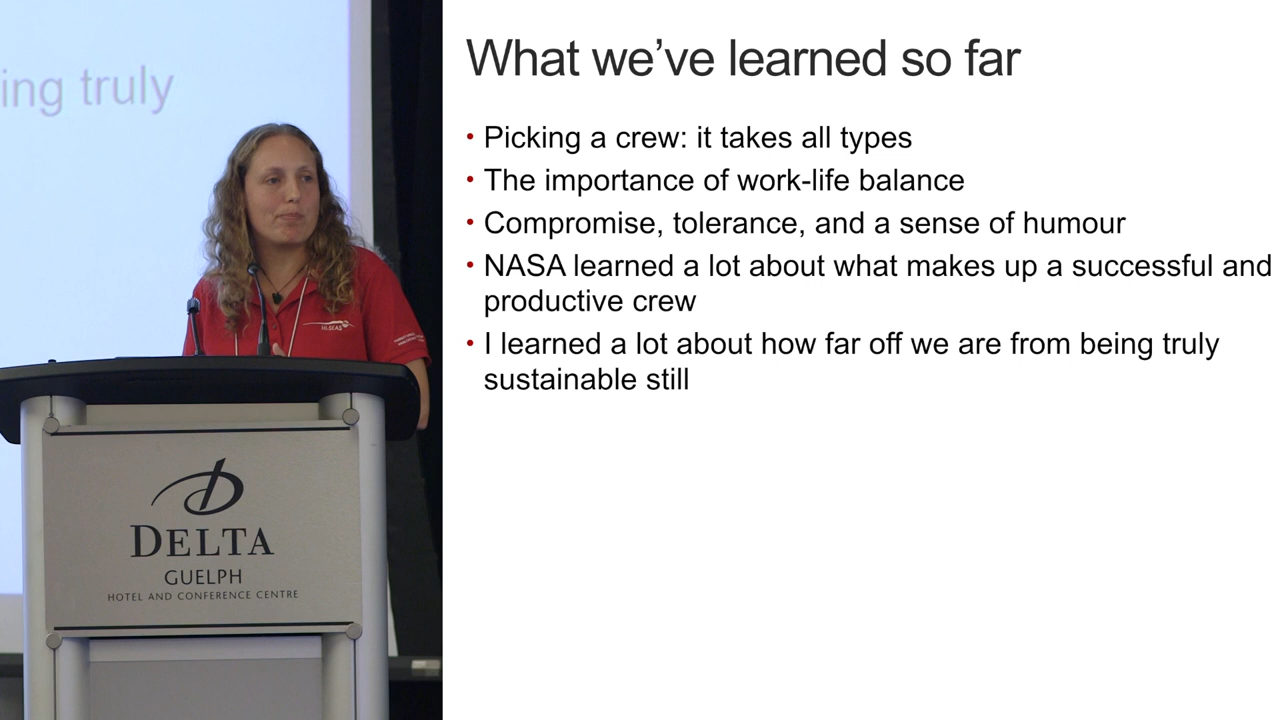 ing truly
HI-SEAS
DELTA
GUELPH
HOTEL AND CONFERENCE CENTRE
What we’ve learned so far
• Picking a crew: it takes all types
• The importance of work-life balance
• Compromise, tolerance, and a sense of humour
• NASA learned a lot about what makes up a successful and
productive crew
• I learned a lot about how far off we are from being truly
sustainable still